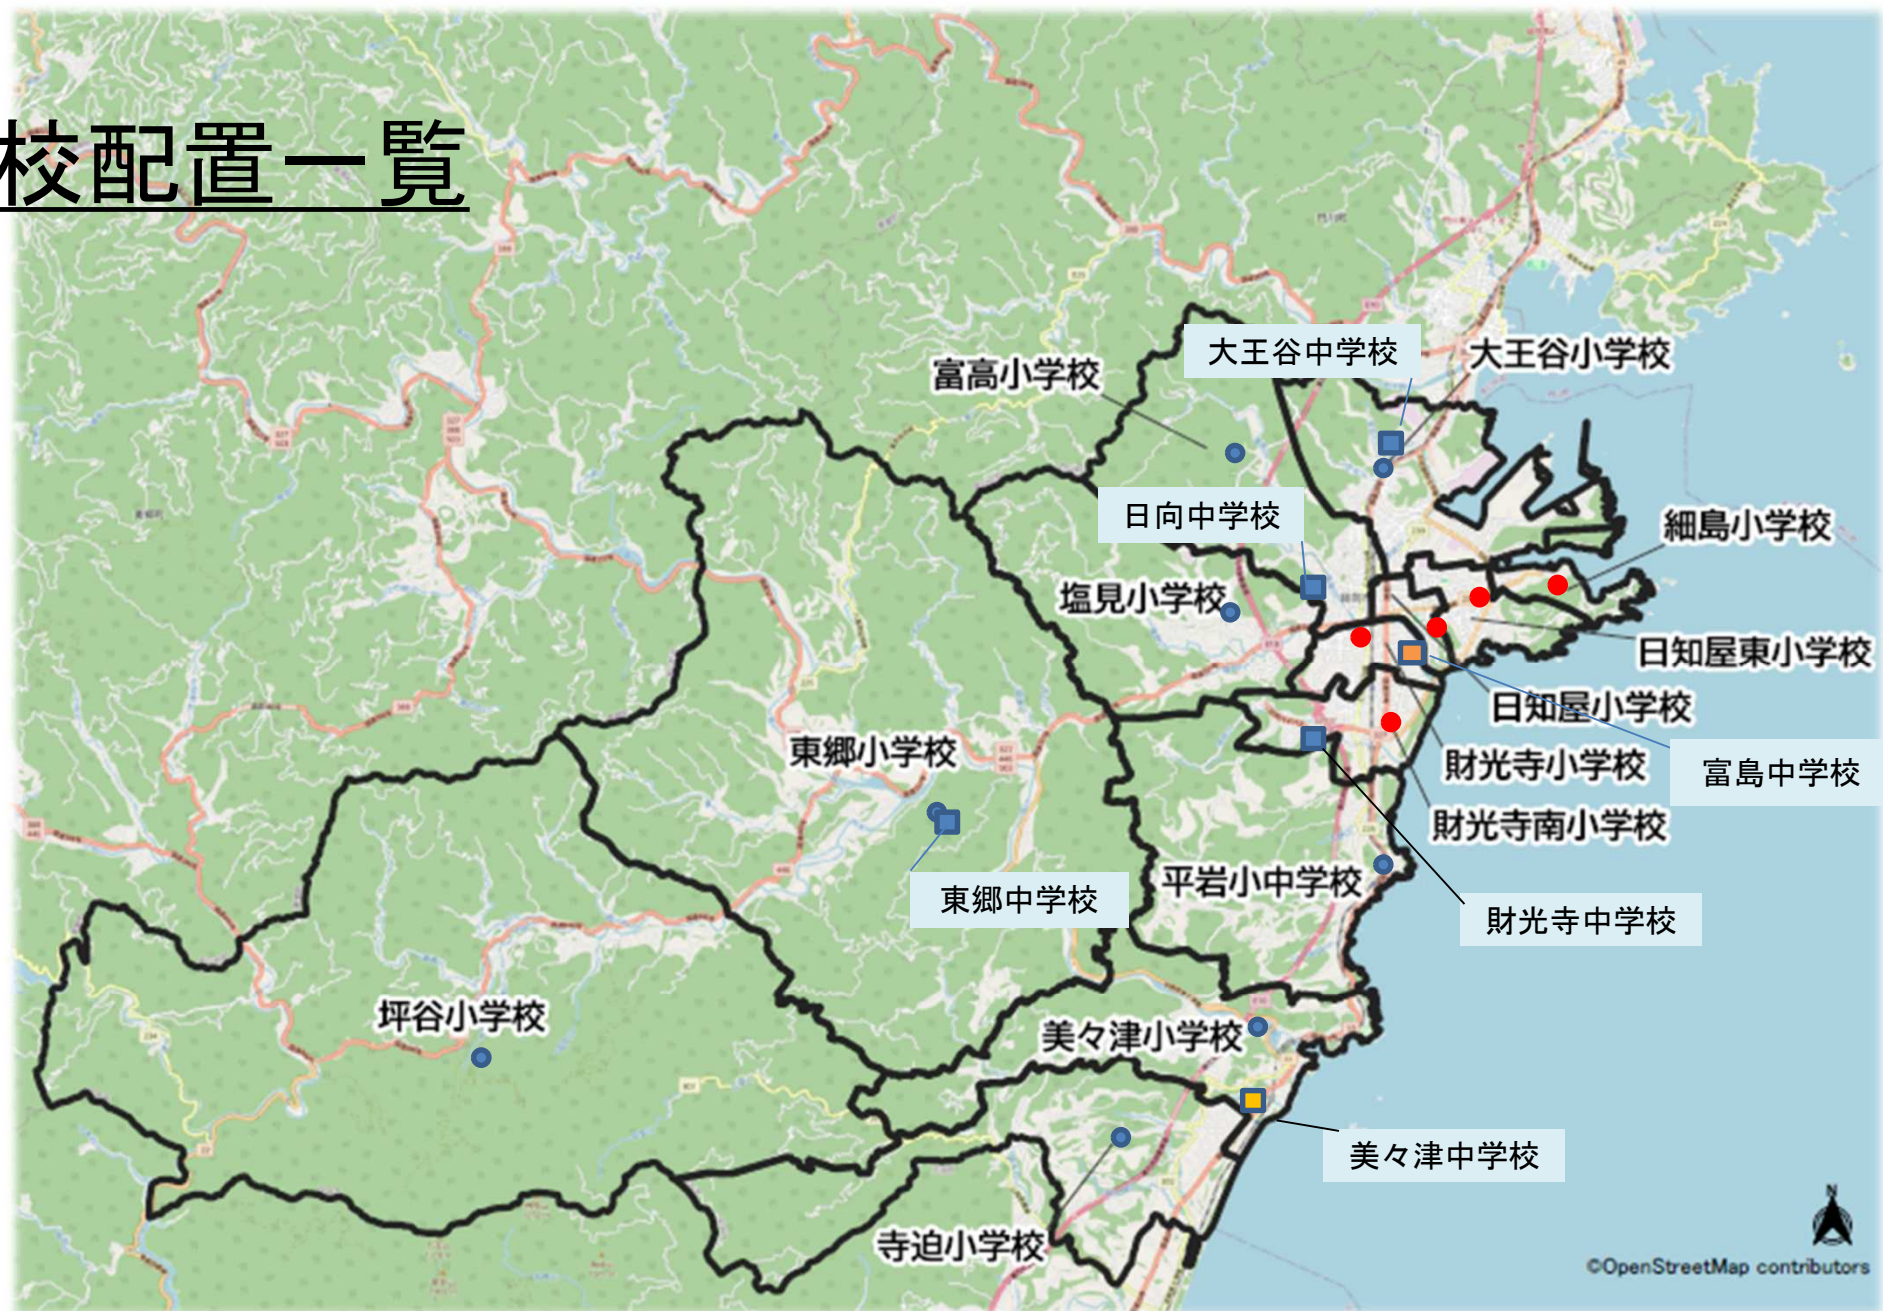 校配置一覧
大王谷中学校
大王谷小学校
富高小学校
日向中学校
細島小学校
塩見小学校
日知屋東小学校
日知屋小学校
東郷小学校
財光寺小学校
富島中学校
財光寺南小学校
平岩小中学校
東郷中学校
財光寺中学校
坪谷小学校
美々津小学校
美々津中学校
寺迫小学校
N
©OpenStreetMap contributors